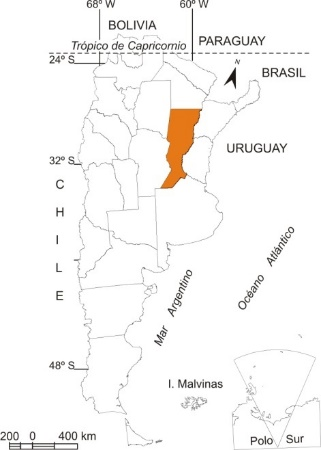 68° W
60° W
BOLIVIA
Trópico de Capricornio
PARAGUAY
24° S
N
BRASIL
URUGUAY
32° S
C
H
I
L
E
Océano Atlántico
Mar Argentino
48° S
I. Malvinas
Polo Sur
200 0 400 km